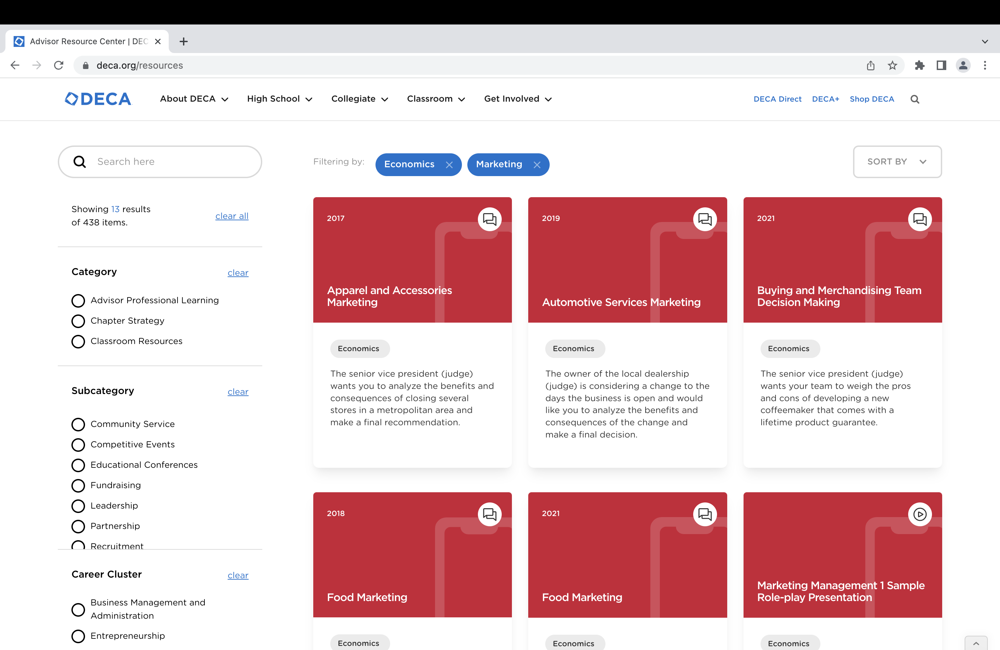 Advisor Resource Center | DEC
deca.org/resources
DECA
About DECA
High School
Collegiate
Classroom
Get Involved
DECA Direct
DECA+
Shop DECA
Search here
Filtering by:
Economics
Marketing
SORT BY
Showing 13 results
of 438 items.
clear all
Category
clear
Advisor Professional Learning
Chapter Strategy
Classroom Resources
Subcategory
clear
Community Service
Competitive Events
Educational Conferences
Fundraising
Leadership
Partnership
Recruitment
Career Cluster
clear
Business Management and
Administration
Entrepreneurship
2017
Apparel and Accessories
Marketing
Economics
The senior vice president (judge)
wants you to analyze the benefits and
consequences of closing several
stores in a metropolitan area and
make a final recommendation.
2019
Automotive Services Marketing
Economics
The owner of the local dealership
(judge) is considering a change to the
days the business is open and would
like you to analyze the benefits and
consequences of the change and
make a final decision.
2021
Buying and Merchandising Team
Decision Making
Economics
The senior vice president (judge)
wants your team to weigh the pros
and cons of developing a new
coffeemaker that comes with a
lifetime product guarantee.
2018
Food Marketing
Economics
2021
Food Marketing
Economics
Marketing Management 1 Sample
Role-play Presentation
Economics